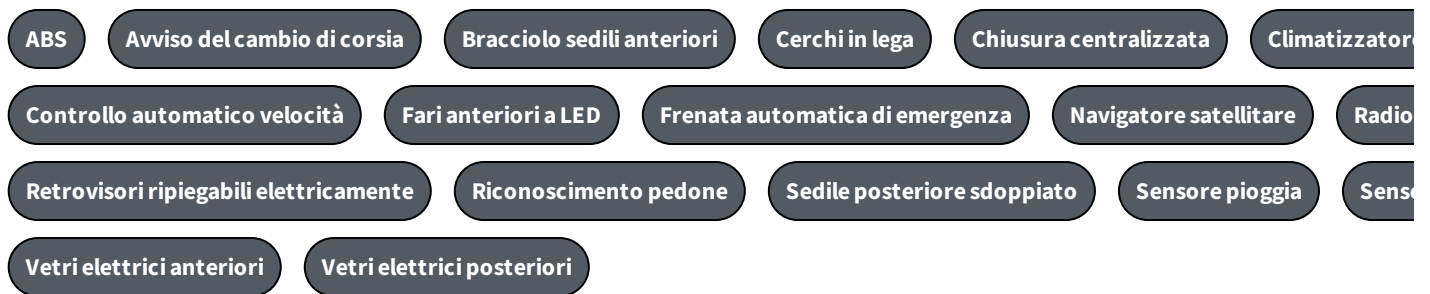 ABS Avviso del cambio di corsia Bracciolo sedili anteriori Cerchi in lega Chiusura centralizzata
Controllo automatico velocità Fari anteriori a LED Frenata automatica di emergenza Navigatore satellitare Radio
Retrovisori ripiegabili elettricamente Riconoscimento pedone Sedile posteriore sdoppiato Sensore pioggia
Vetri elettrici anteriori Vetri elettrici posteriori